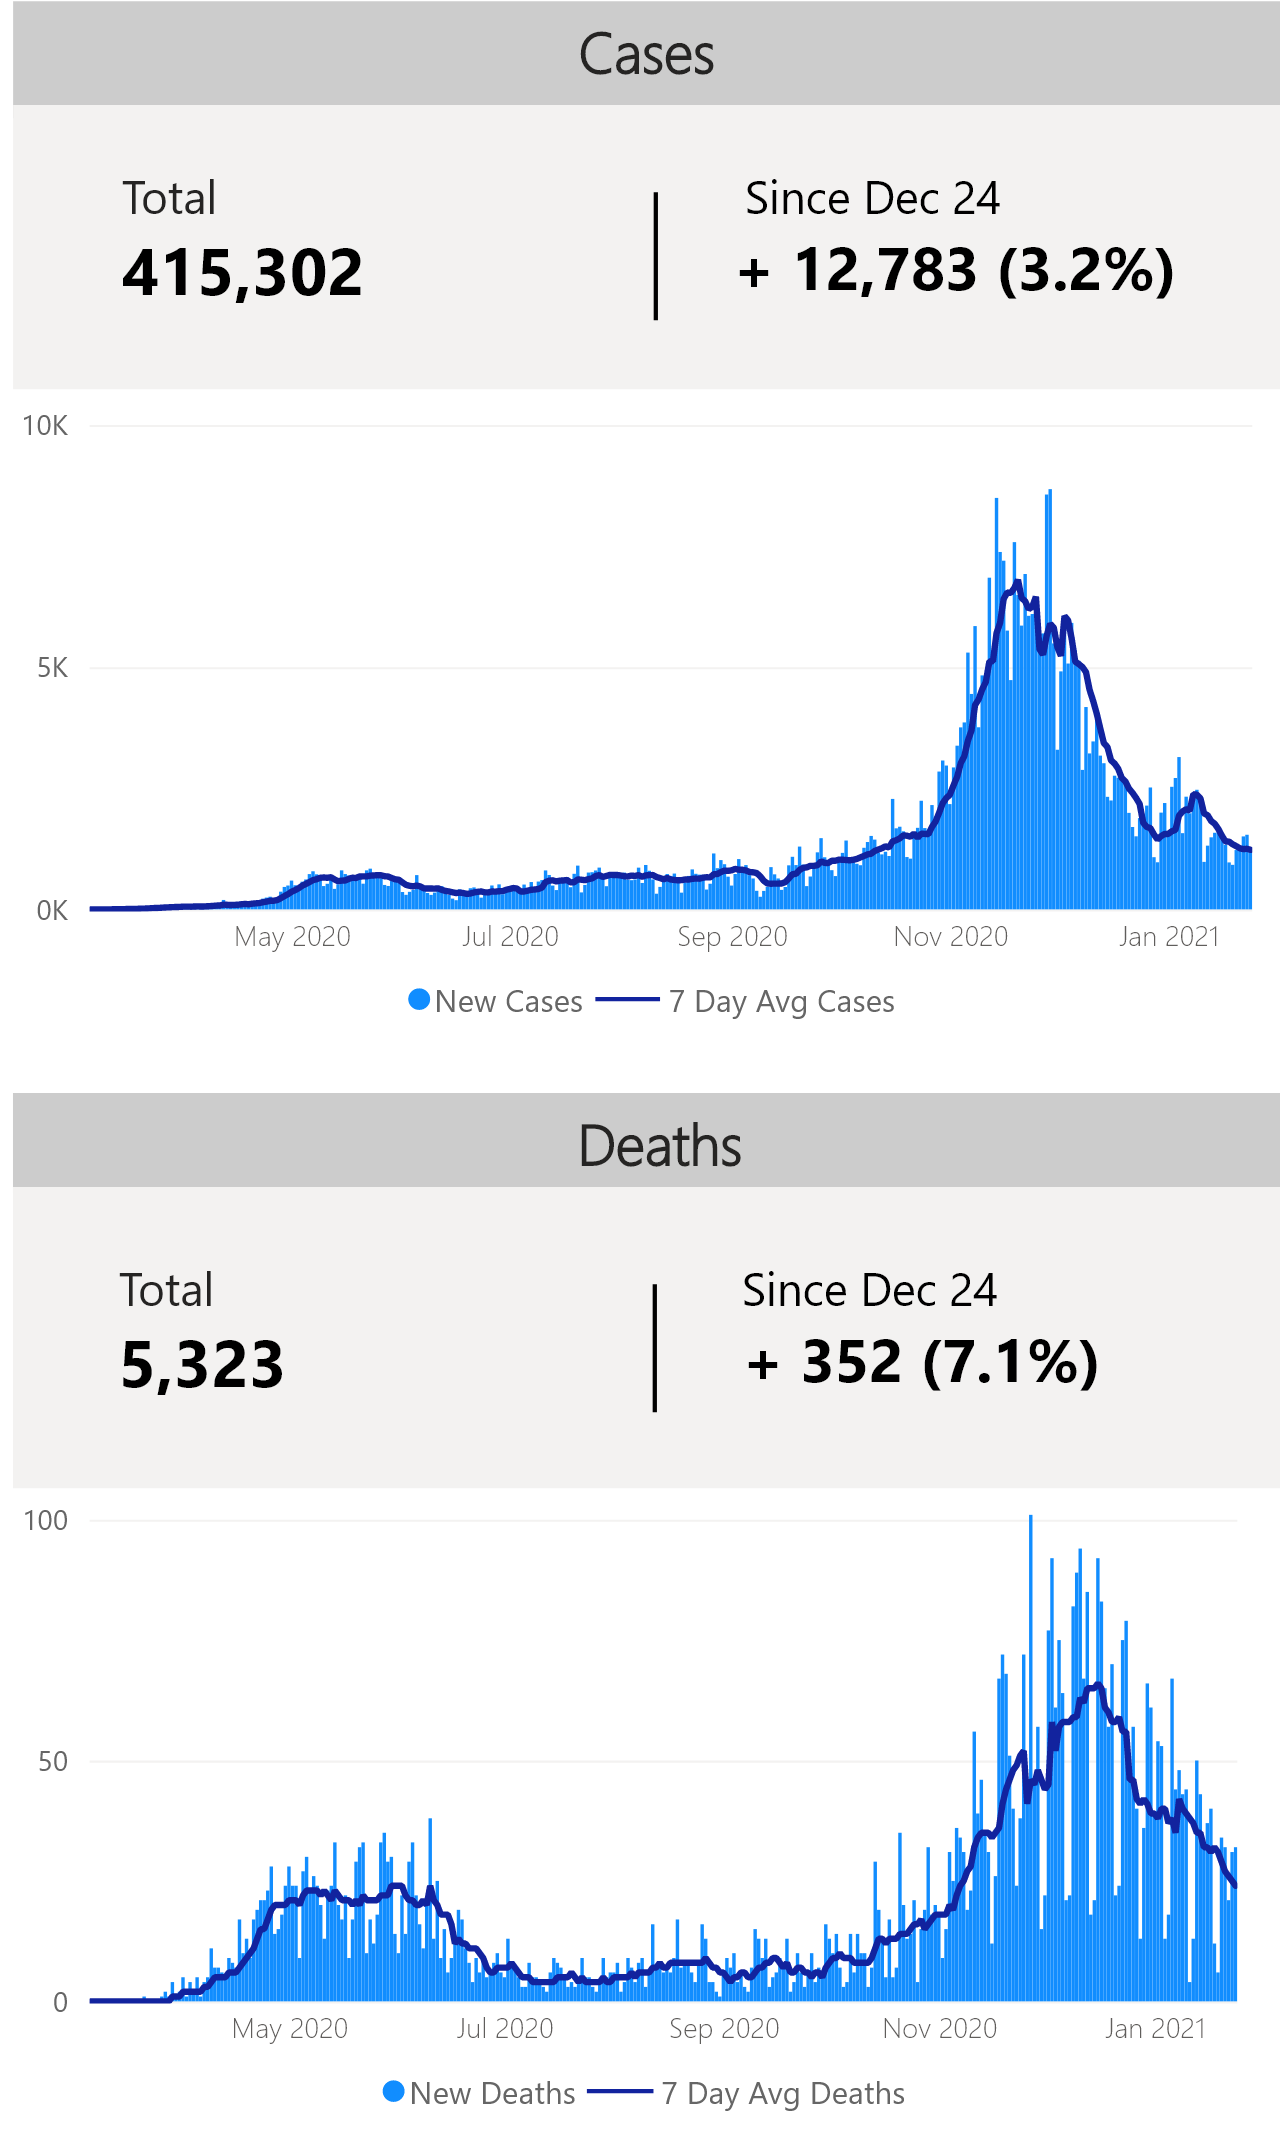 Cases
Total
Since Dec 24
415,302
+ 12,783 (3.2%)
10K
5K
0K
May 2020 Jul 2020 Sep 2020 Nov 2020 Jan 2021
New Cases 7 Day Avg Cases
Deaths
Total
Since Dec 24
5,323
+ 352 (7.1%)
100
50
0
May 2020 Jul 2020 Sep 2020 Nov 2020 Jan 2021
New Deaths 7 Day Avg Deaths